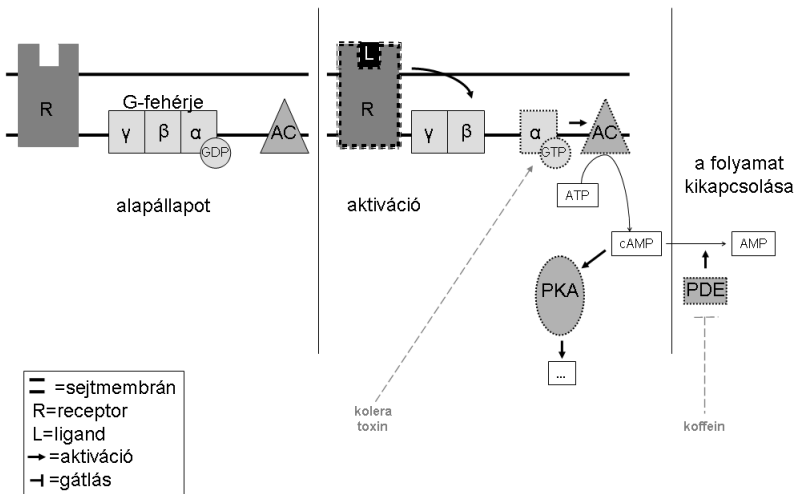 R
G-fehérje
γ β α
GDP
AC
alapállapot
L
R
γ β
α
GTP
AC
ATP
aktiváció
cAMP
PKA
...
kolera
toxin
a folyamat
kikapcsolása
AMP
PDE
koffein
=sejtmembrán
R=receptor
L=ligand
=aktiváció
=gátlás